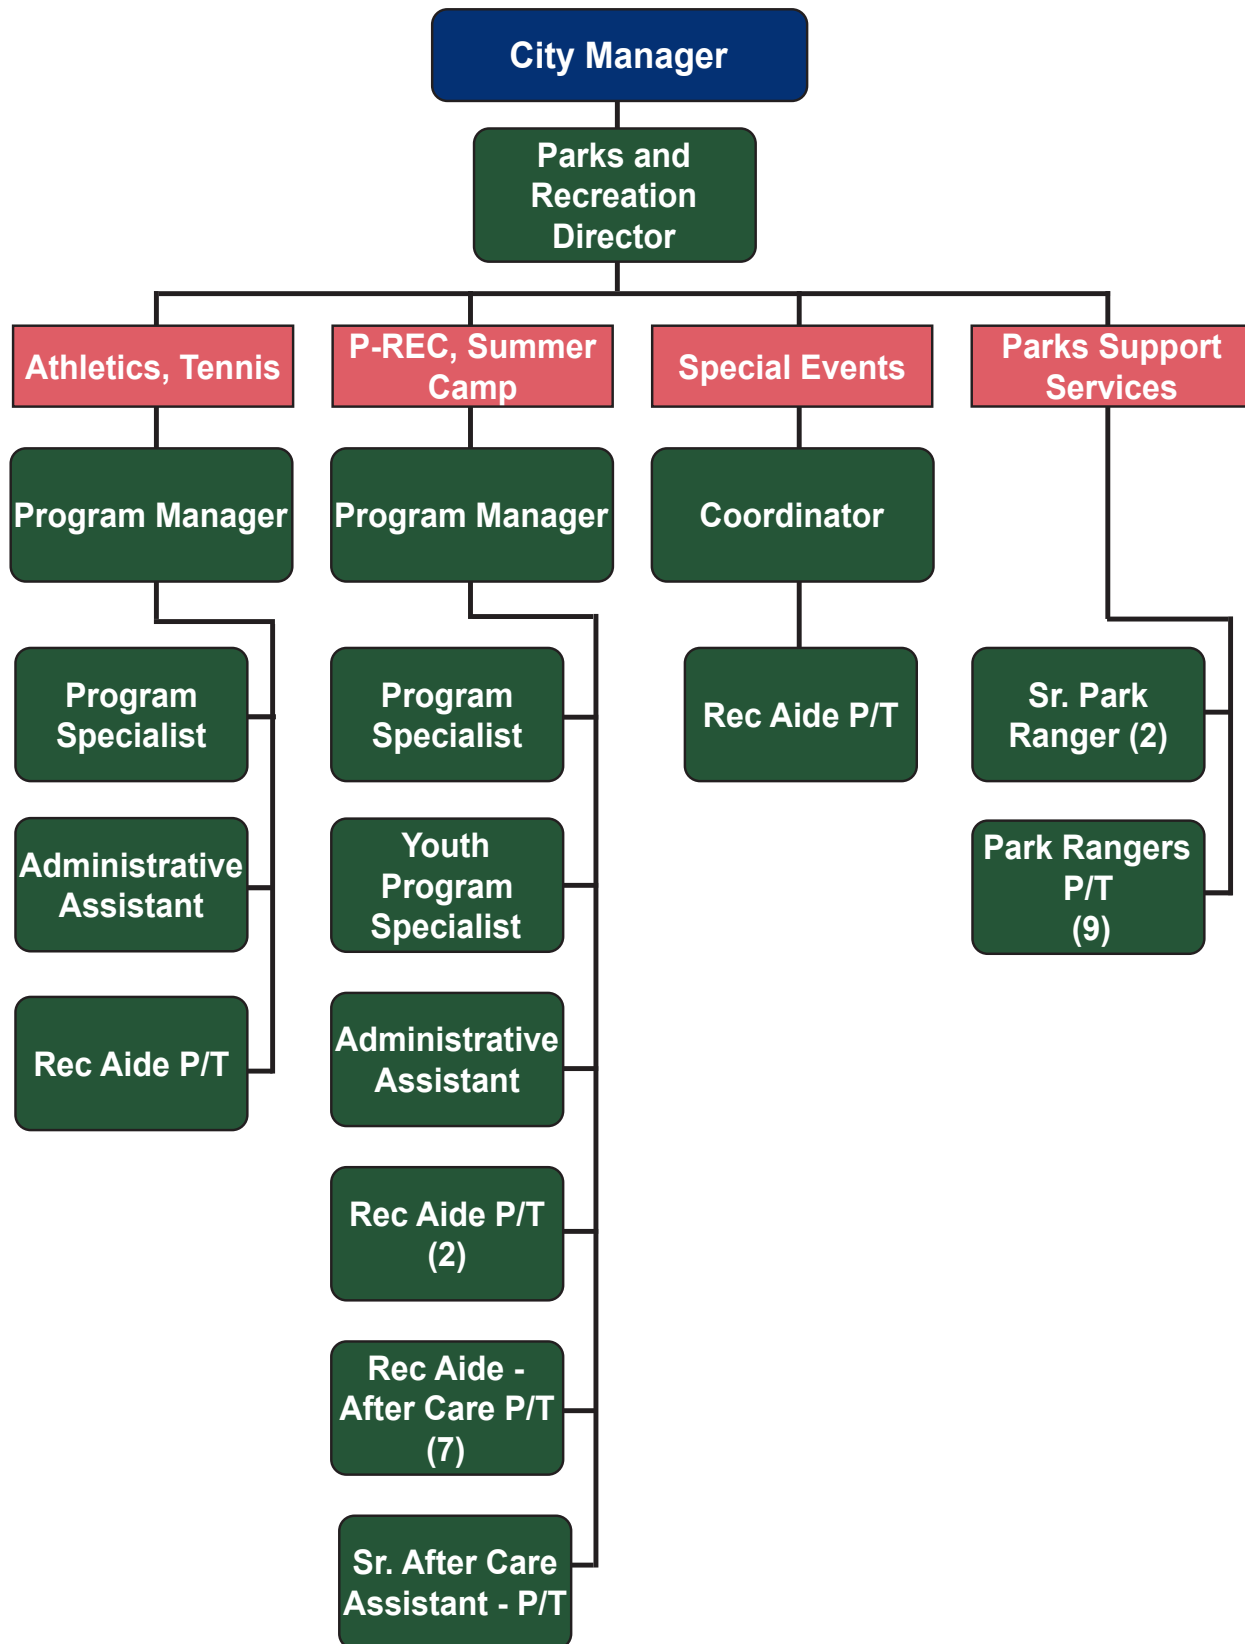 City Manager
Parks and
Recreation
Director
Athletics, Tennis
P-REC, Summer
Camp
Special Events
Parks Support
Services
Program Manager
Program Manager
Coordinator
Program
Specialist
Administrative
Assistant
Rec Aide P/T
Program
Specialist
Youth
Program
Specialist
Administrative
Assistant
Rec Aide P/T
(2)
Rec Aide -
After Care P/T
(7)
Sr. After Care
Assistant - P/T
Rec Aide P/T
Sr. Park
Ranger (2)
Park Rangers
P/T
(9)